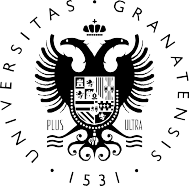 · UNIVERSITAS · GRANATENSIS ·
PLUS ULTRA
1531